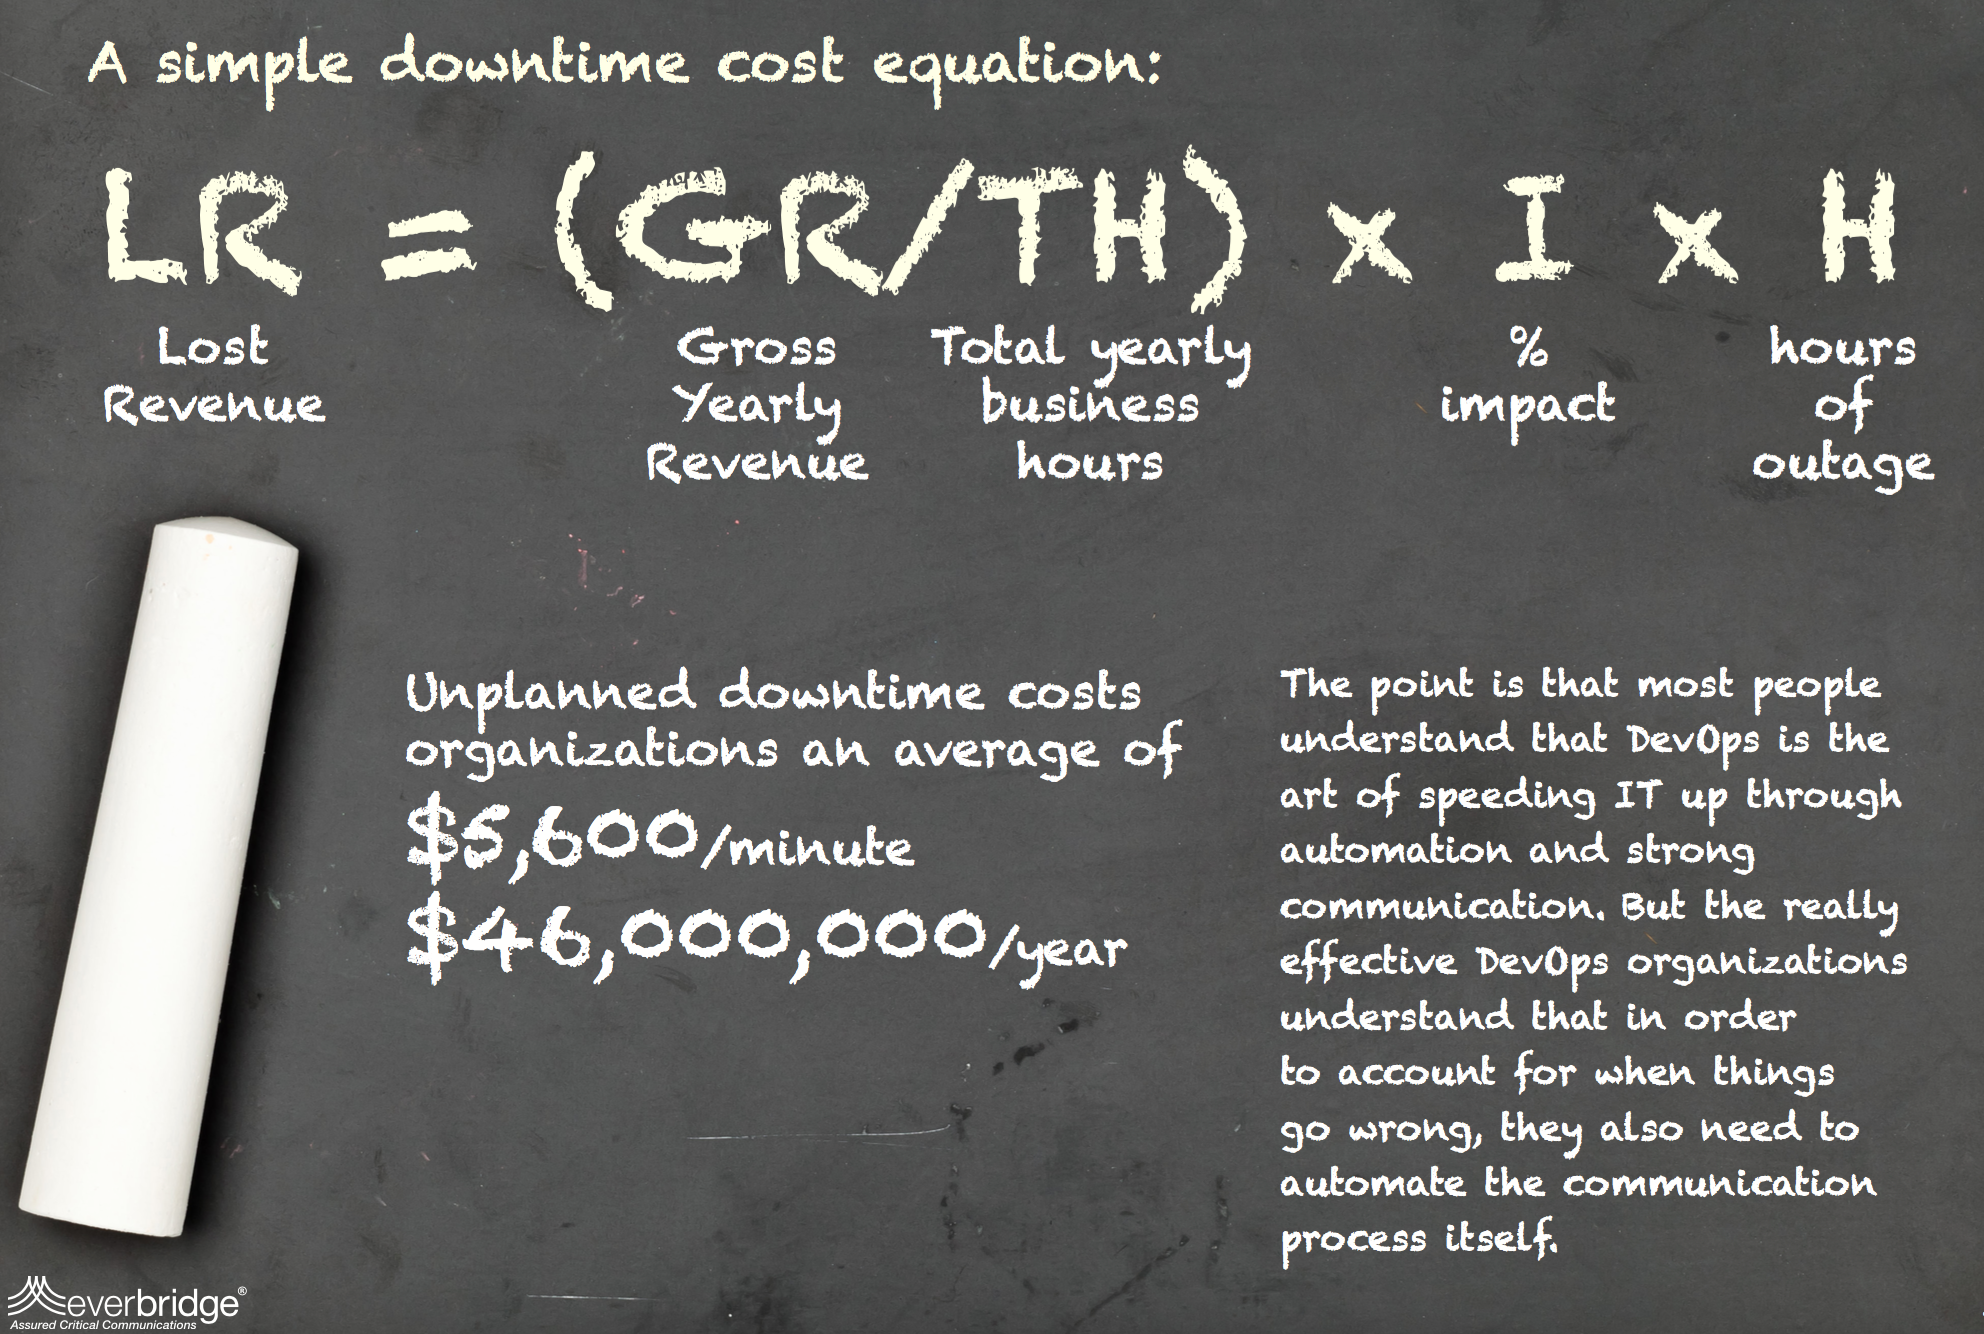 A simple downtime cost equation:
LR = (GR/TH) x I x H
Lost
Revenue
Gross
Yearly
Revenue
Total yearly
business
hours
%
impact
hours
of
outage
Unplanned downtime costs
organizations an average of
$5,600/minute
$46,000,000/year
The point is that most people
understand that DevOps is the
art of speeding IT up through
automation and strong
communication. But the really
effective DevOps organizations
understand that in order
to account for when things
go wrong, they also need to
automate the communication
process itself.
everbridge®
Assured Critical Communications